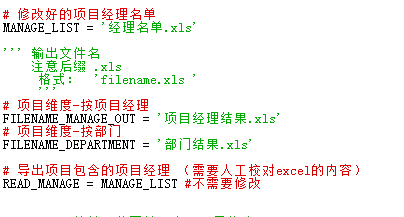 # 修改好的项目经理名单
MANAGE_LIST = '经理名单.xls'
''' 输出文件名
注意后缀 .xls
格式： 'filename.xls '
'''
# 项目维度-按项目经理
FILENAME_MANAGE_OUT = '项目经理结果.xls'
# 项目维度-按部门
FILENAME_DEPARTMENT = '部门结果.xls'
# 导出项目包含的项目经理 （需要人工校对excel的内容）
READ_MANAGE = MANAGE_LIST #不需要修改